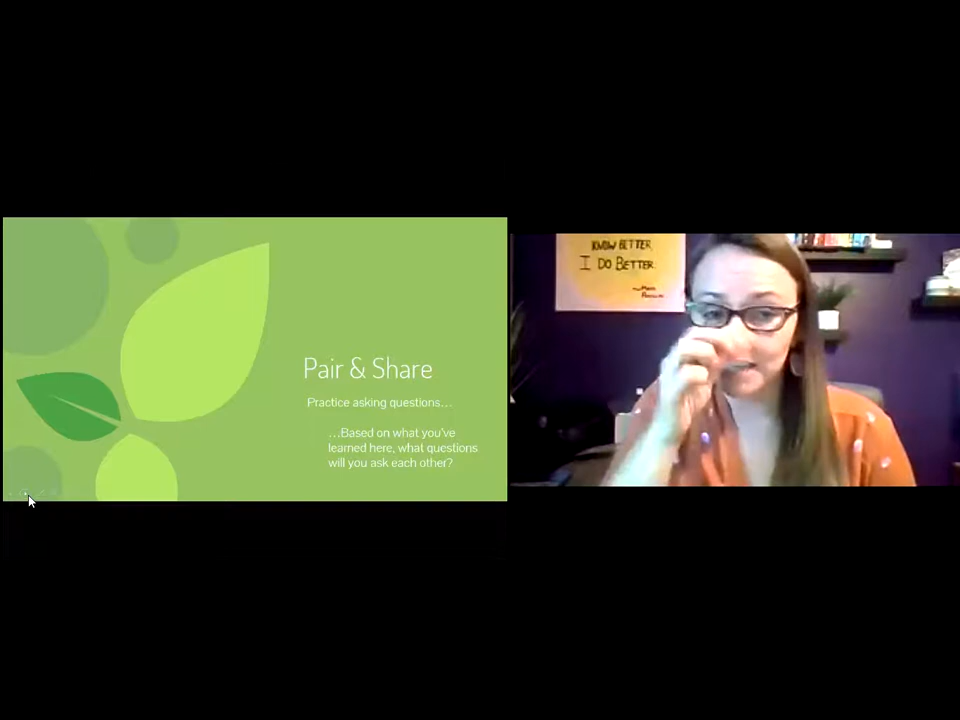 Pair & Share
Practice asking questions…
…Based on what you've
learned here, what questions
will you ask each other?
KNOW BETTER
I DO BETTER.